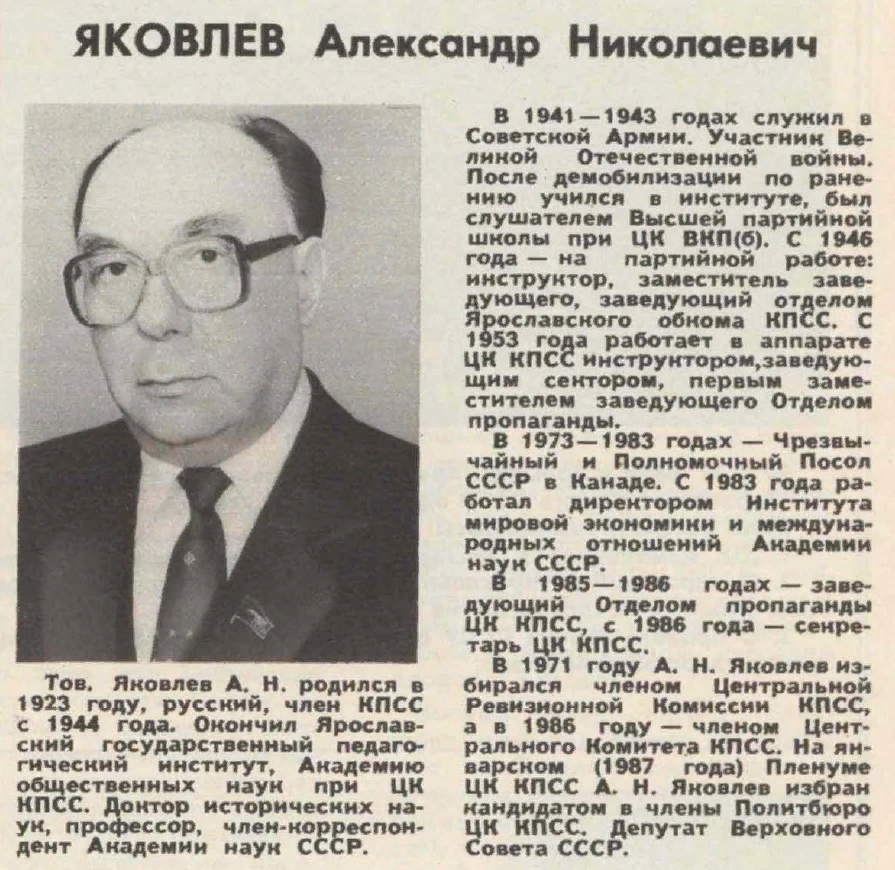 ЯКОВЛЕВ Александр Николаевич
Тов. Яковлев А. Н. родился в
1923 году, русский, член КПСС
с 1944 года. Окончил Ярослав-
ский государственный педаго-
гический институт, Академию
общественных наук при ЦК
КПСС. Доктор исторических на-
ук, профессор, член-корреспон-
дент Академии наук СССР.
В 1941—1943 годах служил в
Советской Армии. Участник Ве-
ликой Отечественной войны.
После демобилизации по ране-
нию учился в институте, был
слушателем Высшей партийной
школы при ЦК ВКП(б). С 1946
года — на партийной работе:
инструктор, заместитель заве-
дующего, заведующий отделом
Ярославского обкома КПСС. С
1953 года работает в аппарате
ЦК КПСС инструктором,заведую-
щим сектором, первым заме-
стителем заведующего Отделом
пропаганды.
В 1973—1983 годах — Чрезвы-
чайный и Полномочный Посол
СССР в Канаде. С 1983 года ра-
ботал директором Института
мировой экономики и междуна-
родных отношений Академии
наук СССР.
В 1985—1986 годах — заве-
дующий Отделом пропаганды
ЦК КПСС, с 1986 года — секре-
тарь ЦК КПСС.
В 1971 году А. Н. Яковлев из-
бирался членом Центральной
Ревизионной Комиссии КПСС,
а в 1986 году — членом Цент-
рального Комитета КПСС. На ян-
варском (1987 года) Пленуме
ЦК КПСС А. Н. Яковлев избран
кандидатом в члены Политбюро
ЦК КПСС. Депутат Верховного
Совета СССР.